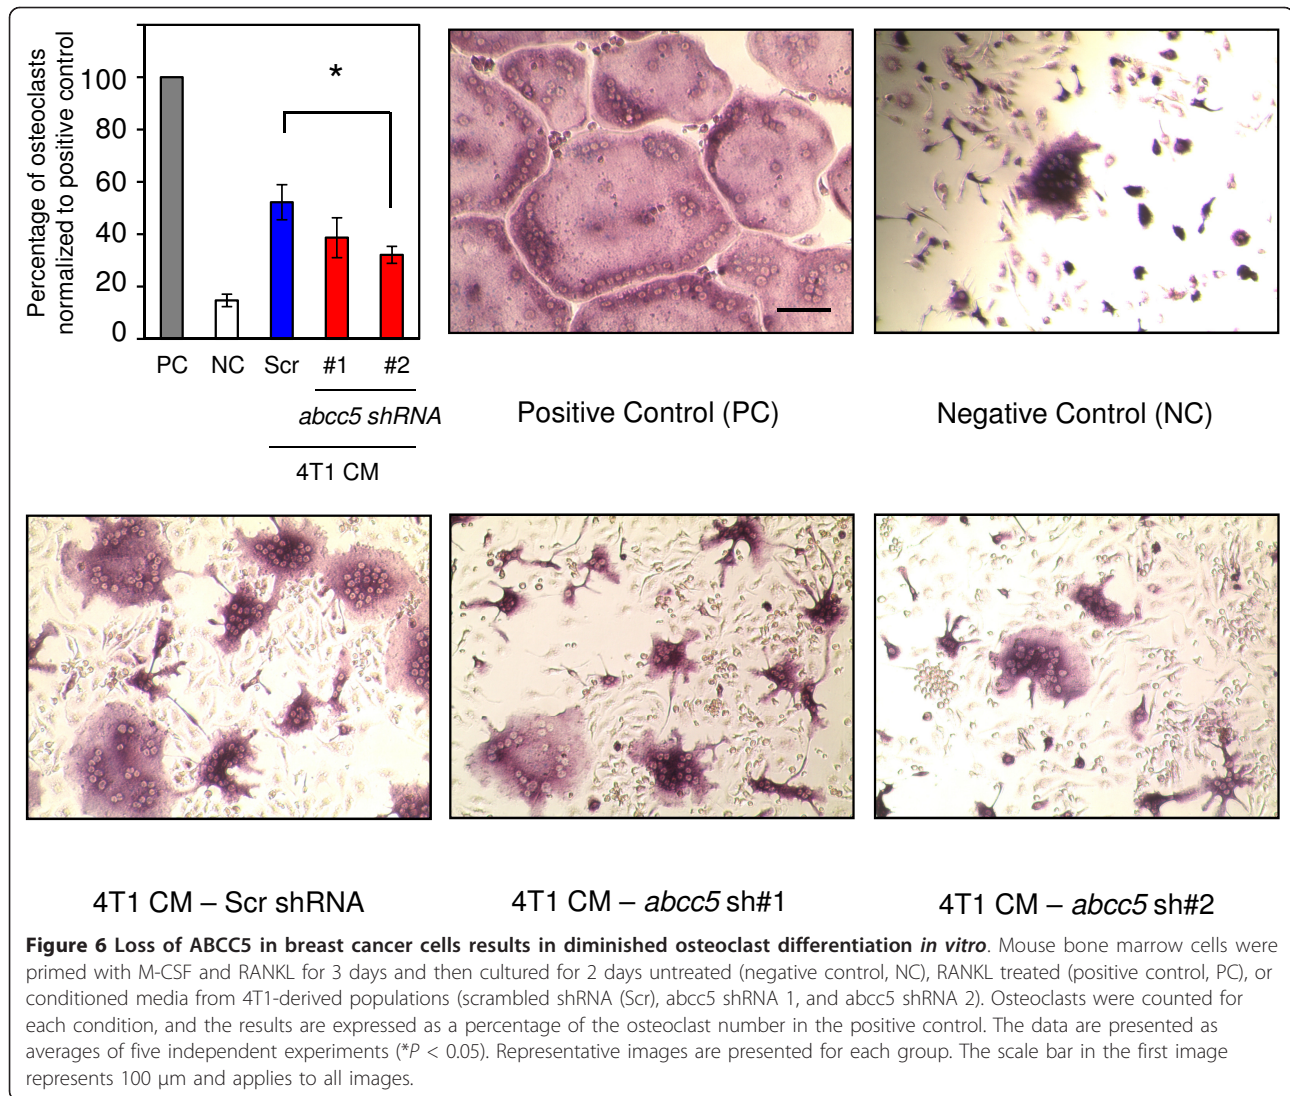 Percentage of osteoclasts
normalized to positive control
100
80
60
40
20
0
*
PC NC Scr #1 #2
abcc5 shRNA
4T1 CM
Positive Control (PC)
Negative Control (NC)
4T1 CM – Scr shRNA
4T1 CM – abcc5 sh#1
4T1 CM – abcc5 sh#2
Figure 6 Loss of ABCC5 in breast cancer cells results in diminished osteoclast differentiation in vitro. Mouse bone marrow cells were
primed with M-CSF and RANKL for 3 days and then cultured for 2 days untreated (negative control, NC), RANKL treated (positive control, PC), or
conditioned media from 4T1-derived populations (scrambled shRNA (Scr), abcc5 shRNA 1, and abcc5 shRNA 2). Osteoclasts were counted for
each condition, and the results are expressed as a percentage of the osteoclast number in the positive control. The data are presented as
averages of five independent experiments (*P < 0.05). Representative images are presented for each group. The scale bar in the first image
represents 100 μm and applies to all images.